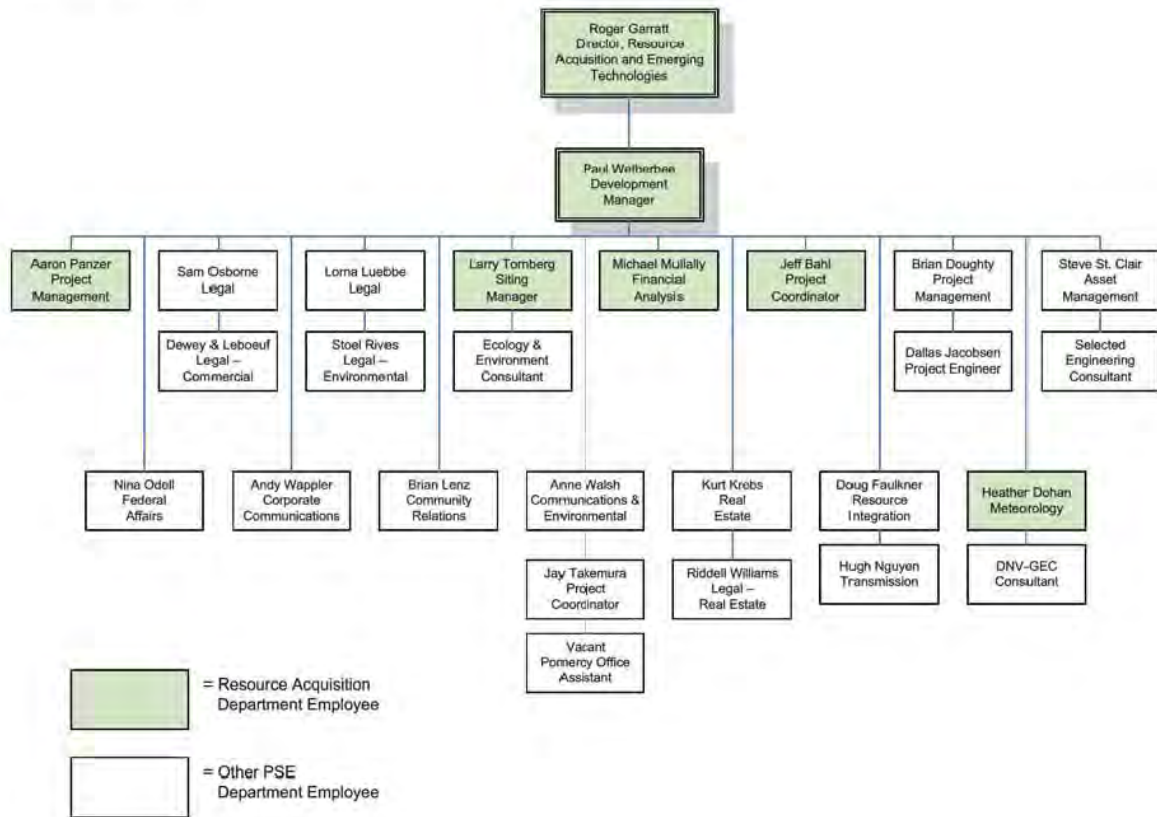 Roger Garratt
Director, Resource
Acquisition and Emerging
Technologies
Paul Wetherbee
Development
Manager
Aaron Panzer
Project
Management
Sam Osborne
Legal
Lorna Luebbe
Legal
Larry Tornberg
Siting
Manager
Michael Mullally
Financial
Analysis
Jeff Bahl
Project
Coordinator
Brian Doughty
Project
Management
Steve St. Clair
Asset
Management
Dewey & Leboeuf
Legal –
Commercial
Stoel Rives
Legal –
Environmental
Ecology &
Environment
Consultant
Dallas Jacobsen
Project Engineer
Selected
Engineering
Consultant
Nina Odell
Federal
Affairs
Andy Wappler
Corporate
Communications
Brian Lenz
Community
Relations
Anne Walsh
Communications &
Environmental
Kurt Krebs
Real
Estate
Doug Faulkner
Resource
Integration
Heather Dohan
Meteorology
Jay Takemura
Project
Coordinator
Riddell Williams
Legal –
Real Estate
Hugh Nguyen
Transmission
DNV-GEC
Consultant
Vacant
Pomercy Office
Assistant
= Resource Acquisition
Department Employee
= Other PSE
Department Employee